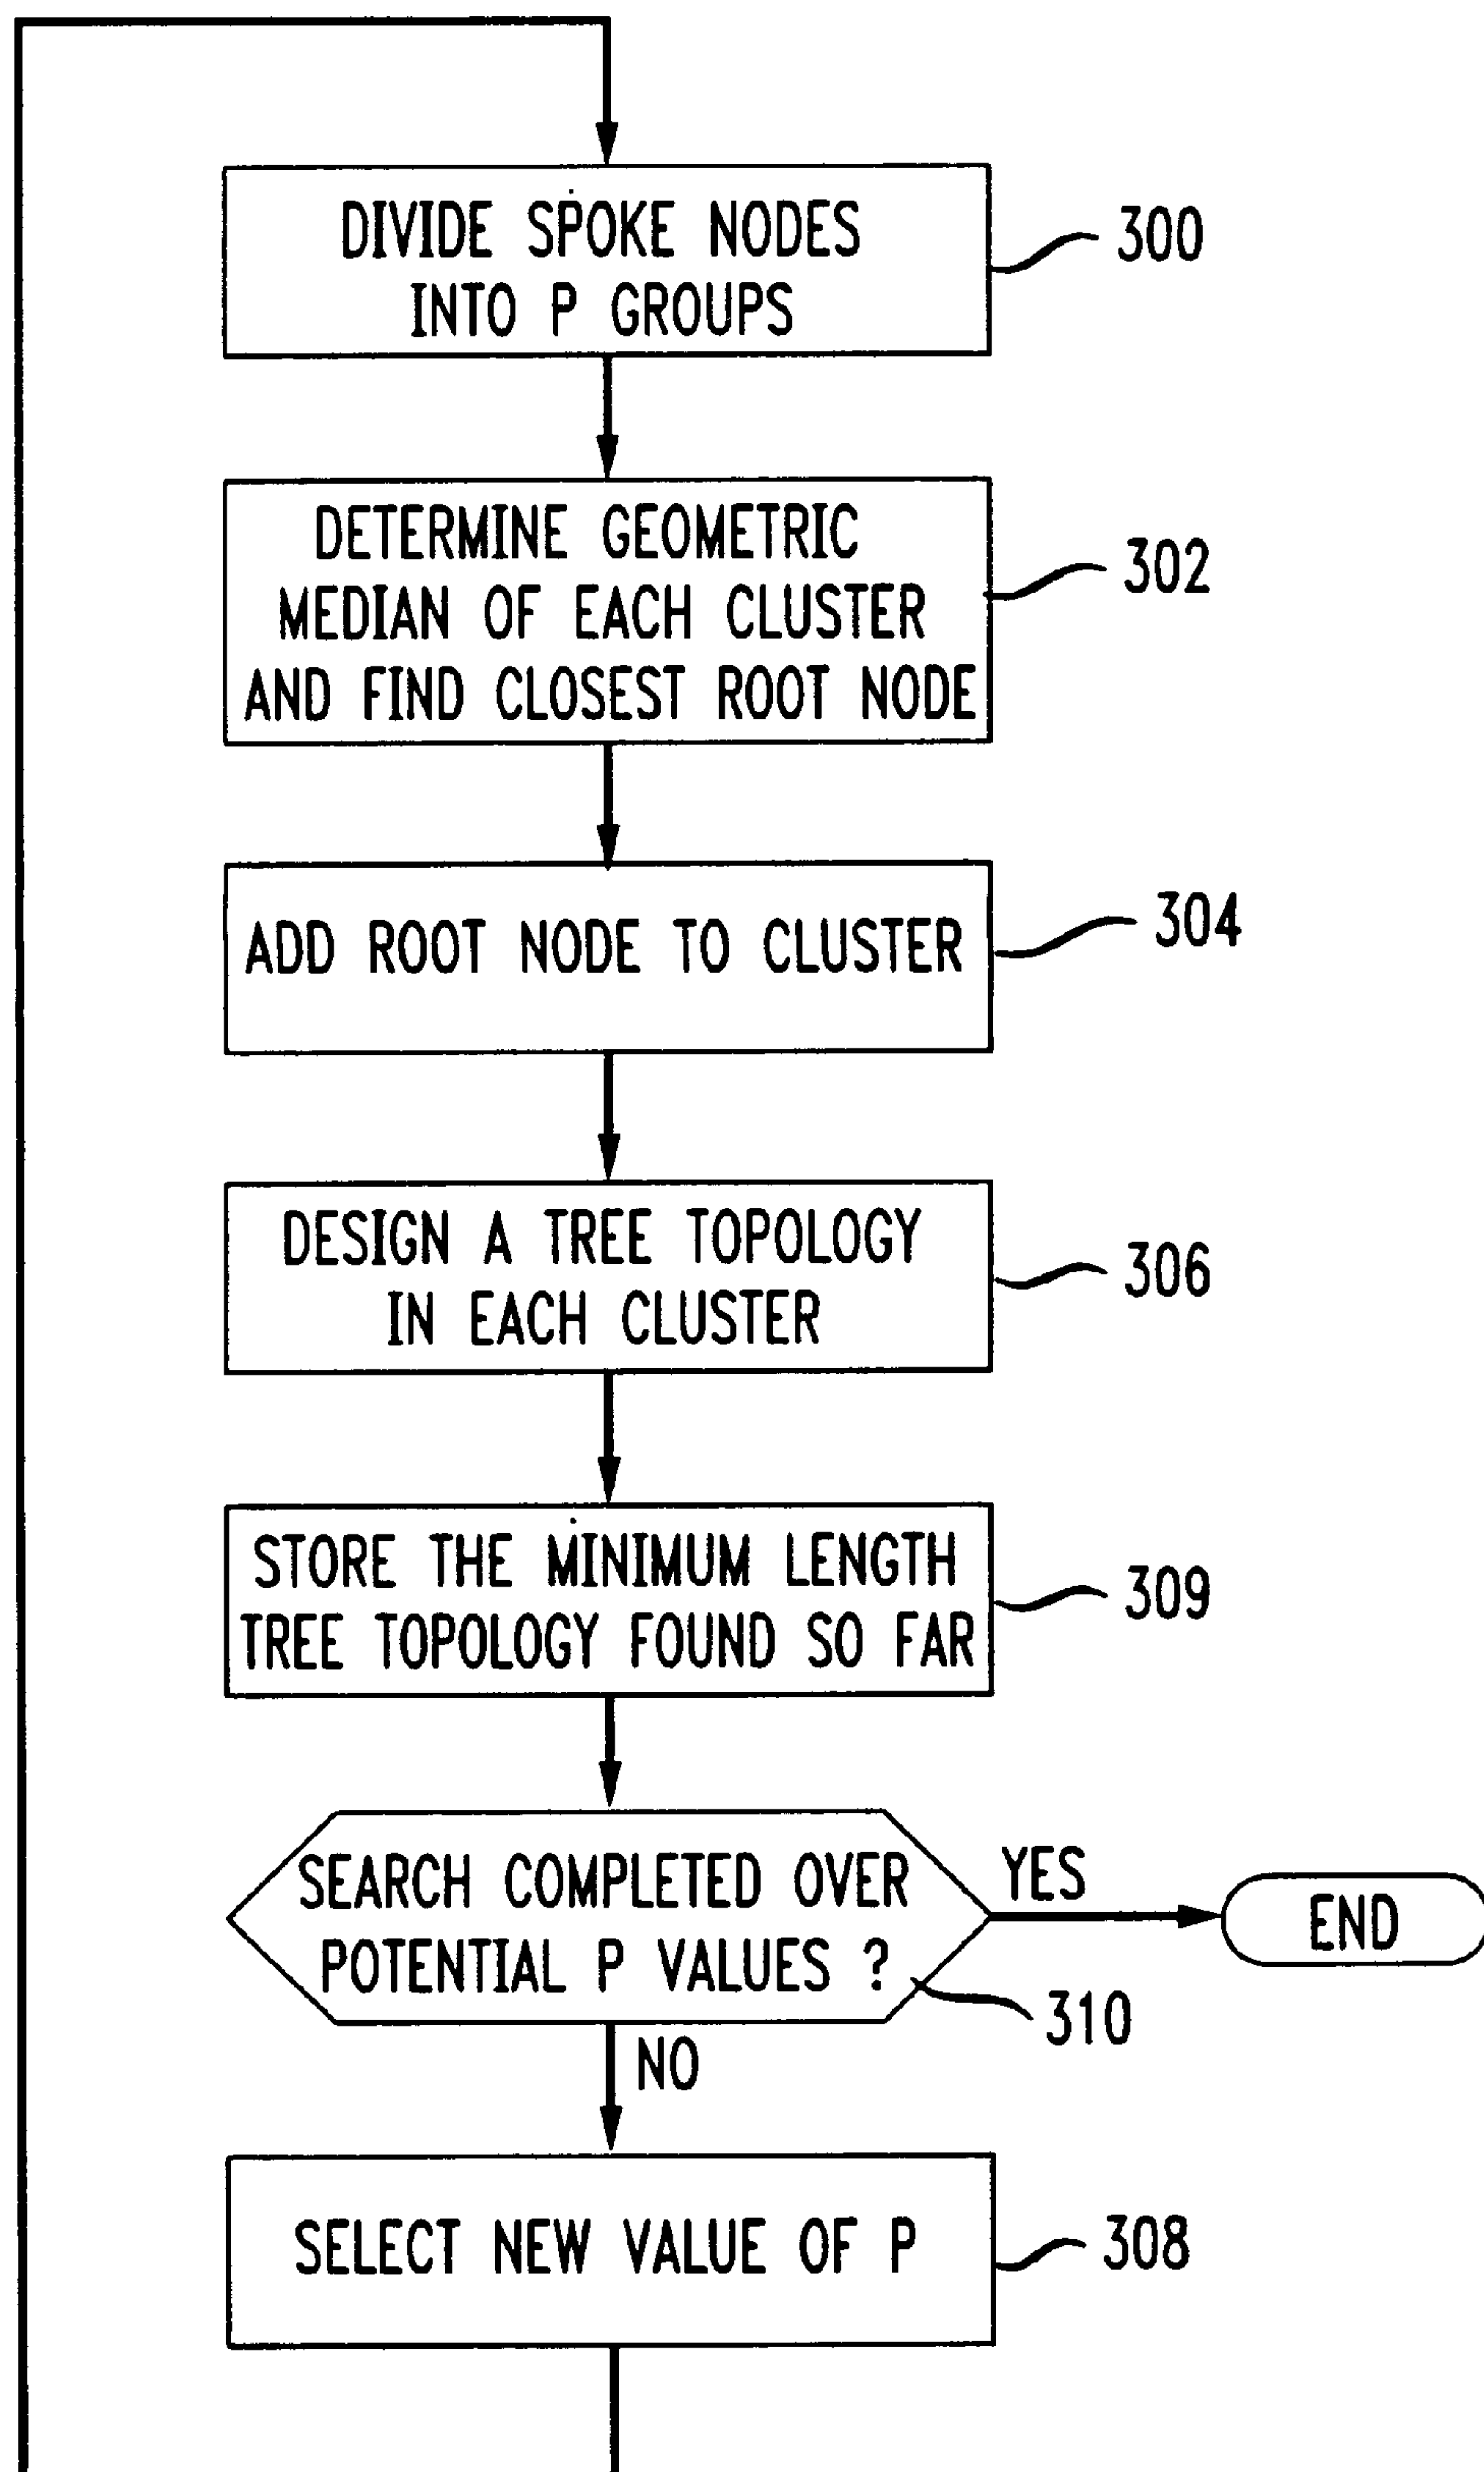 DIVIDE SPOKE NODES
INTO P GROUPS
300
DETERMINE GEOMETRIC
MEDIAN OF EACH CLUSTER
AND FIND CLOSEST ROOT NODE
302
ADD ROOT NODE TO CLUSTER
304
DESIGN A TREE TOPOLOGY
IN EACH CLUSTER
306
STORE THE MINIMUM LENGTH
TREE TOPOLOGY FOUND SO FAR
309
SEARCH COMPLETED OVER
POTENTIAL P VALUES ?
310
YES
END
NO
SELECT NEW VALUE OF P
308